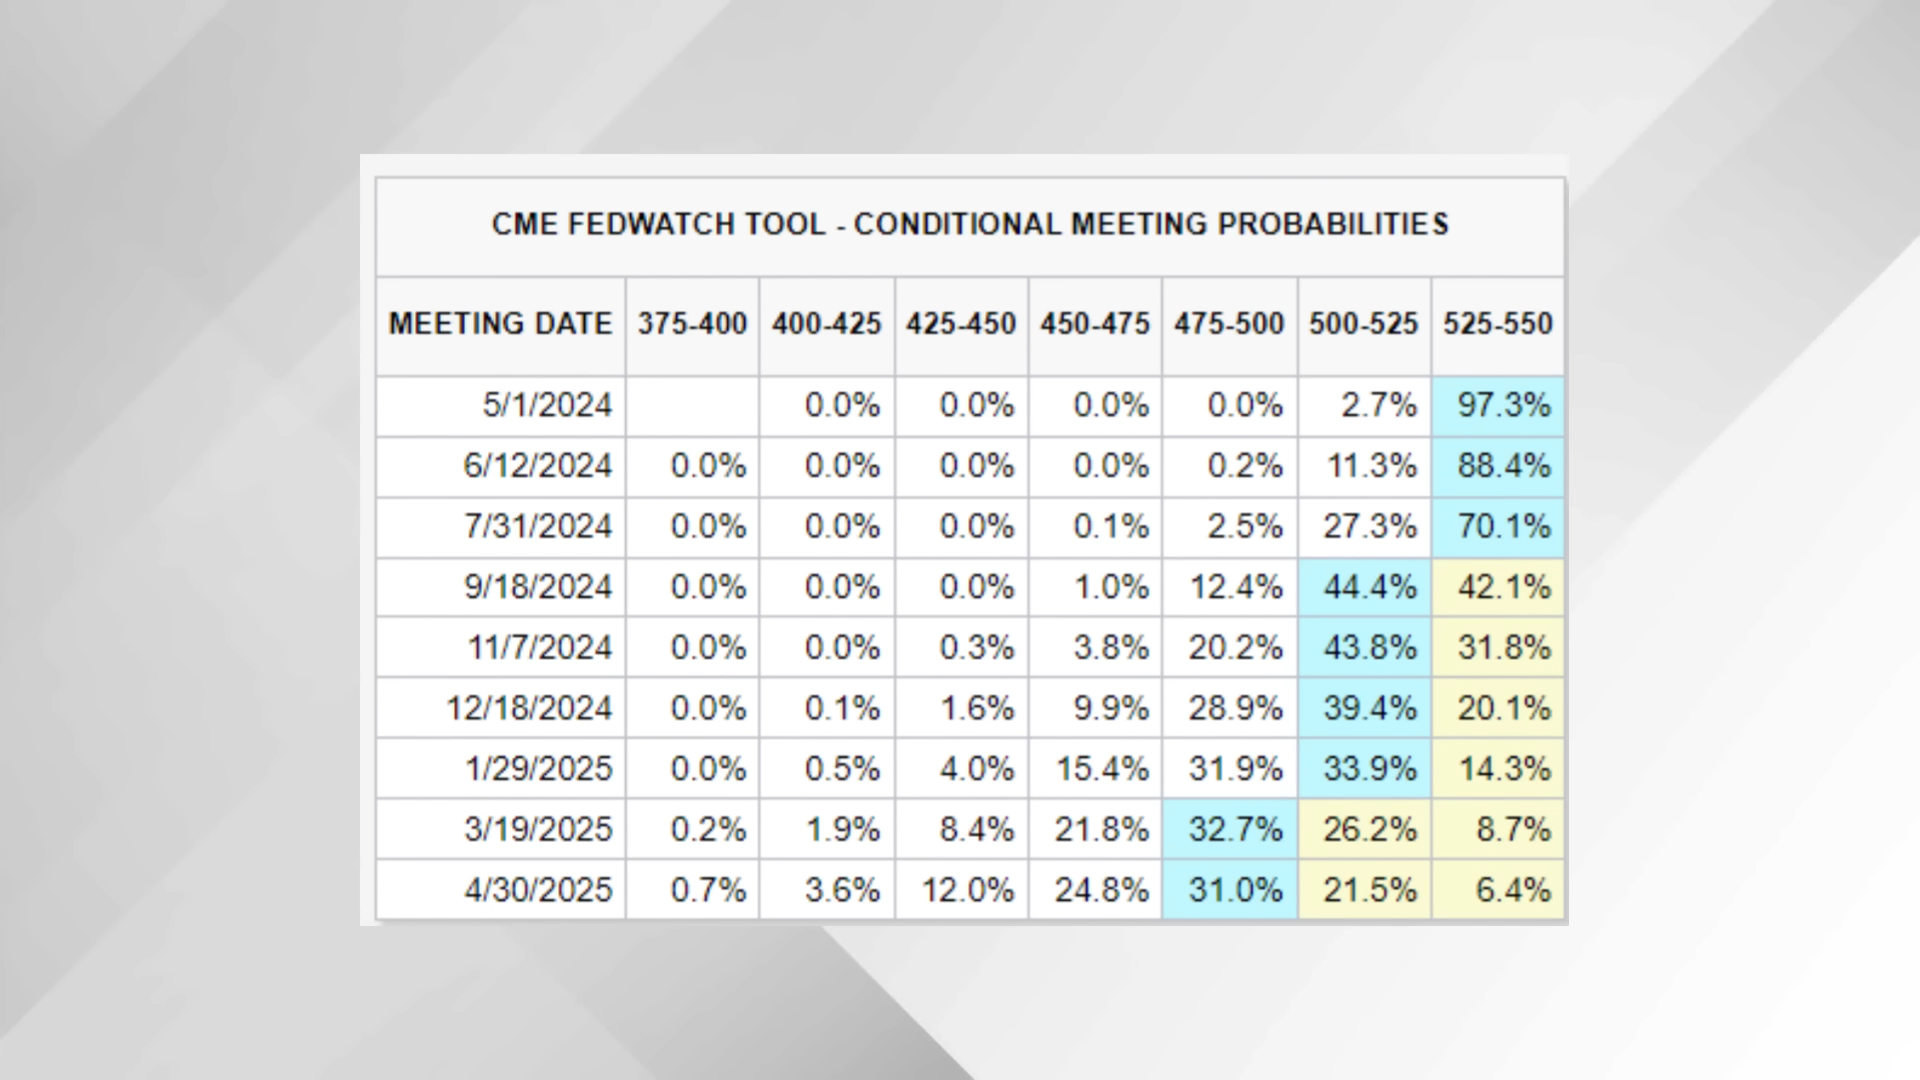 CME FEDWATCH TOOL - CONDITIONAL MEETING PROBABILITIES
MEETING DATE 375-400 400-425 425-450 450-475 475-500 500-525 525-550
5/1/2024 0.0% 0.0% 0.0% 0.0% 2.7% 97.3%
6/12/2024 0.0% 0.0% 0.0% 0.0% 0.2% 11.3% 88.4%
7/31/2024 0.0% 0.0% 0.0% 0.1% 2.5% 27.3% 70.1%
9/18/2024 0.0% 0.0% 0.0% 1.0% 12.4% 44.4% 42.1%
11/7/2024 0.0% 0.0% 0.3% 3.8% 20.2% 43.8% 31.8%
12/18/2024 0.0% 0.1% 1.6% 9.9% 28.9% 39.4% 20.1%
1/29/2025 0.0% 0.5% 4.0% 15.4% 31.9% 33.9% 14.3%
3/19/2025 0.2% 1.9% 8.4% 21.8% 32.7% 26.2% 8.7%
4/30/2025 0.7% 3.6% 12.0% 24.8% 31.0% 21.5% 6.4%